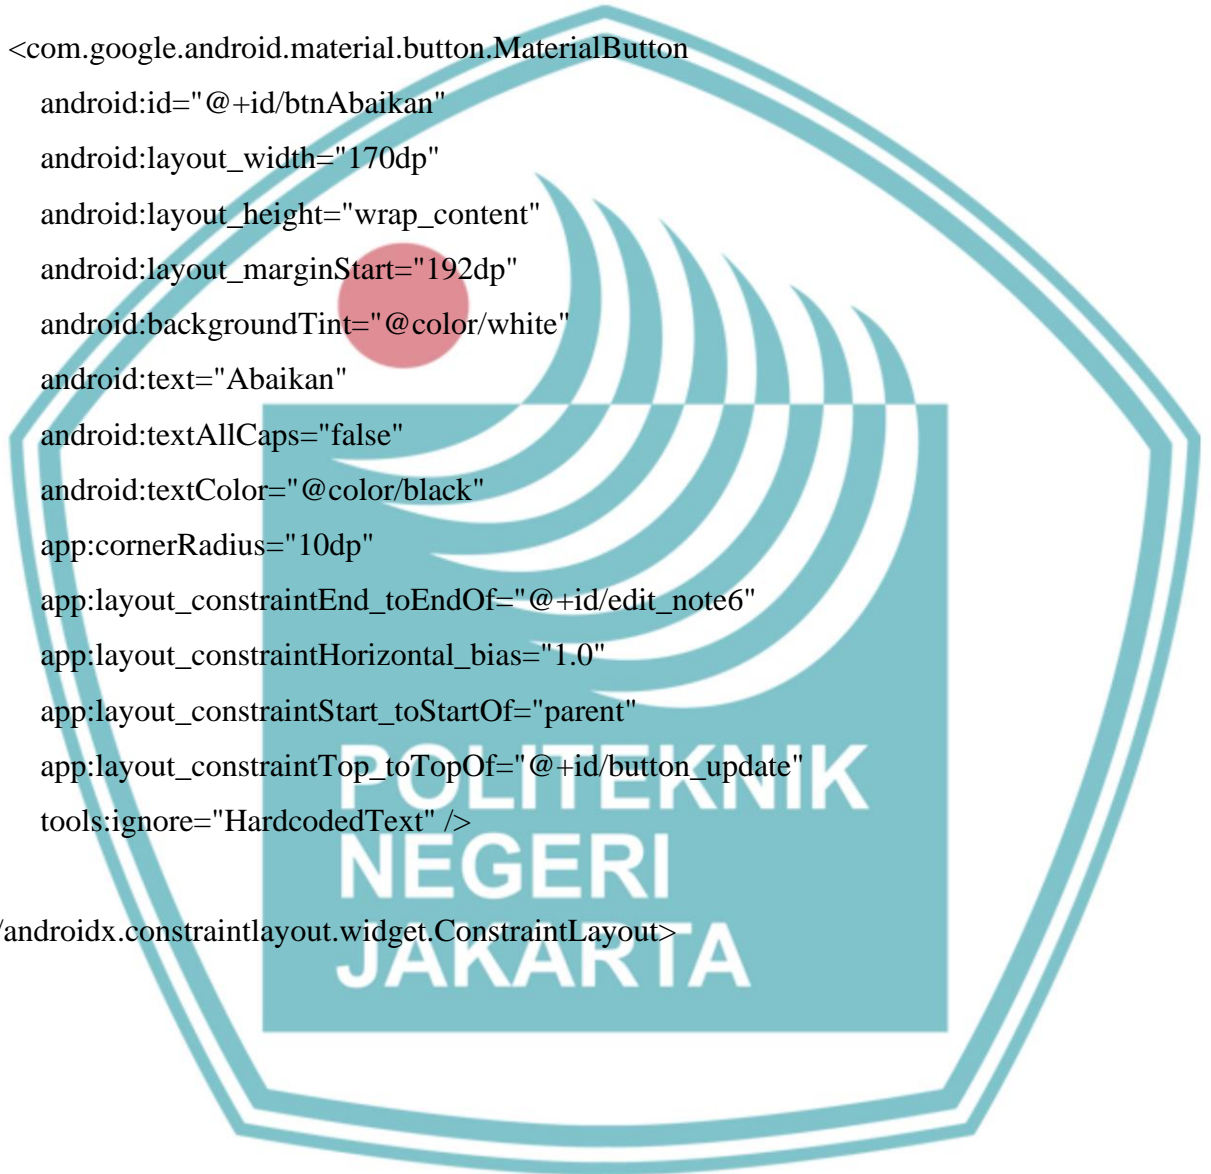 <com.google.android.material.button.MaterialButton
android:id="@+id/btnAbaikan"
android:layout_width="170dp"
android:layout_height="wrap_content"
android:layout_marginStart="192dp"
android:backgroundTint="@color/white"
android:text="Abaikan"
android:textAllCaps="false"
android:textColor="@color/black"
app:cornerRadius="10dp"
app:layout_constraintEnd_toEndOf="@+id/edit_note6"
app:layout_constraintHorizontal_bias="1.0"
app:layout_constraintStart_toStartOf="parent"
app:layout_constraintTop_toTopOf="@+id/button_update"
tools:ignore="HardcodedText" />
/androidx.constraintlayout.widget.ConstraintLayout>
POLITEKNIK
NEGERI
JAKARTA